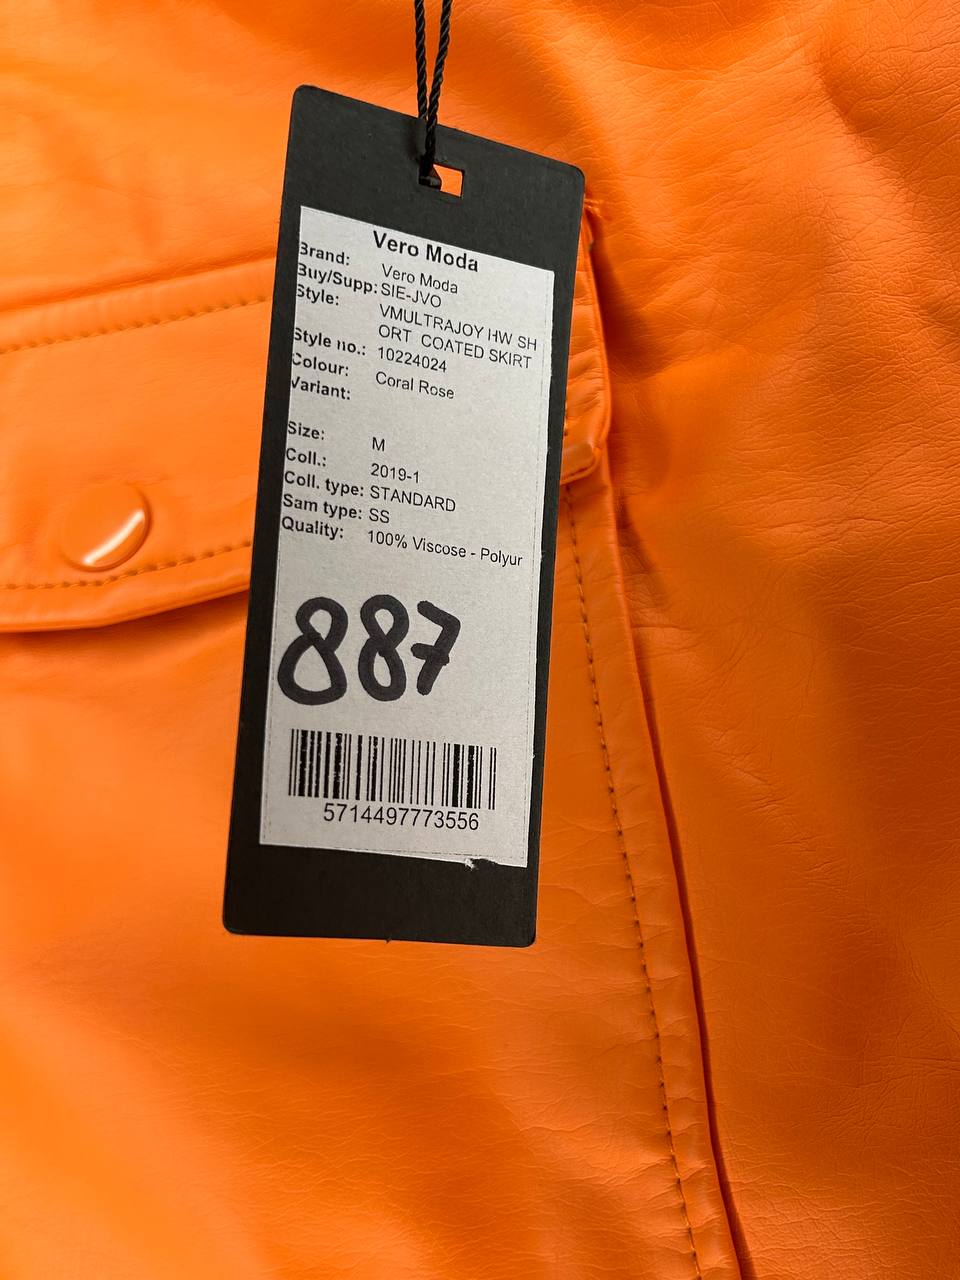 Vero Moda
Brand: Vero Moda
Buy/Supp: SIE-JVO
Style: VMULTRAJOY HW SH
ORT COATED SKIRT
Style no.: 10224024
Colour: Coral Rose
Variant:
Size: M
Coll.: 2019-1
Coll. type: STANDARD
Sam type: SS
Quality: 100% Viscose - Polyur
887
5714497773556